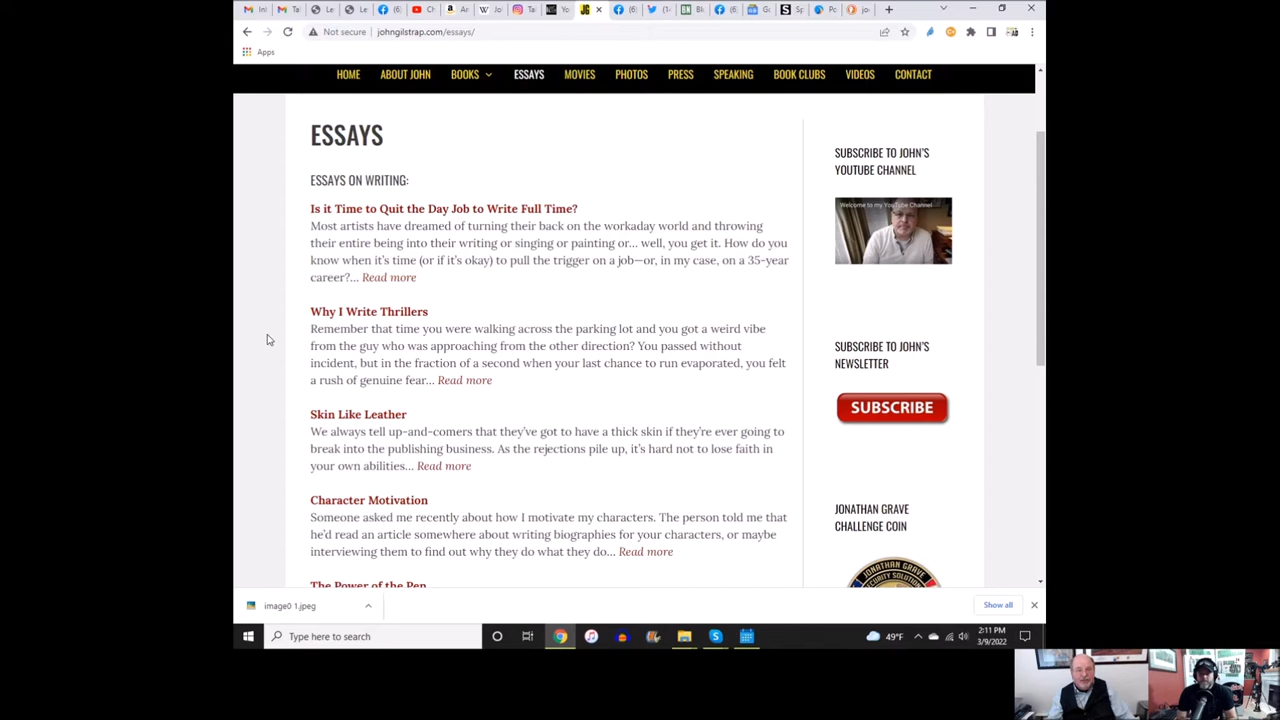 Not secure
johngilstrap.com/essays/
Apps
HOME ABOUT JOHN BOOKS ESSAYS MOVIES PHOTOS PRESS SPEAKING BOOK CLUBS VIDEOS CONTACT
ESSAYS
ESSAYS ON WRITING:
Is it Time to Quit the Day Job to Write Full Time?
Most artists have dreamed of turning their back on the workaday world and throwing
their entire being into their writing or singing or painting or… well, you get it. How do you
know when it's time (or if it's okay) to pull the trigger on a job—or, in my case, on a 35-year
career?… Read more
Why I Write Thrillers
Remember that time you were walking across the parking lot and you got a weird vibe
from the guy who was approaching from the other direction? You passed without
incident, but in the fraction of a second when your last chance to run evaporated, you felt
a rush of genuine fear… Read more
Skin Like Leather
We always tell up-and-comers that they've got to have a thick skin if they're ever going to
break into the publishing business. As the rejections pile up, it's hard not to lose faith in
your own abilities… Read more
Character Motivation
Someone asked me recently about how I motivate my characters. The person told me that
he'd read an article somewhere about writing biographies for your characters, or maybe
interviewing them to find out why they do what they do… Read more
The Power of the Pen
SUBSCRIBE TO JOHN'S
YOUTUBE CHANNEL
Welcome to my YouTube Channel
SUBSCRIBE TO JOHN'S
NEWSLETTER
SUBSCRIBE
JONATHAN GRAVE
CHALLENGE COIN
JONATHAN GRAVE
image0 1.jpeg
Show all
Type here to search
49°F
2:11 PM
3/9/2022